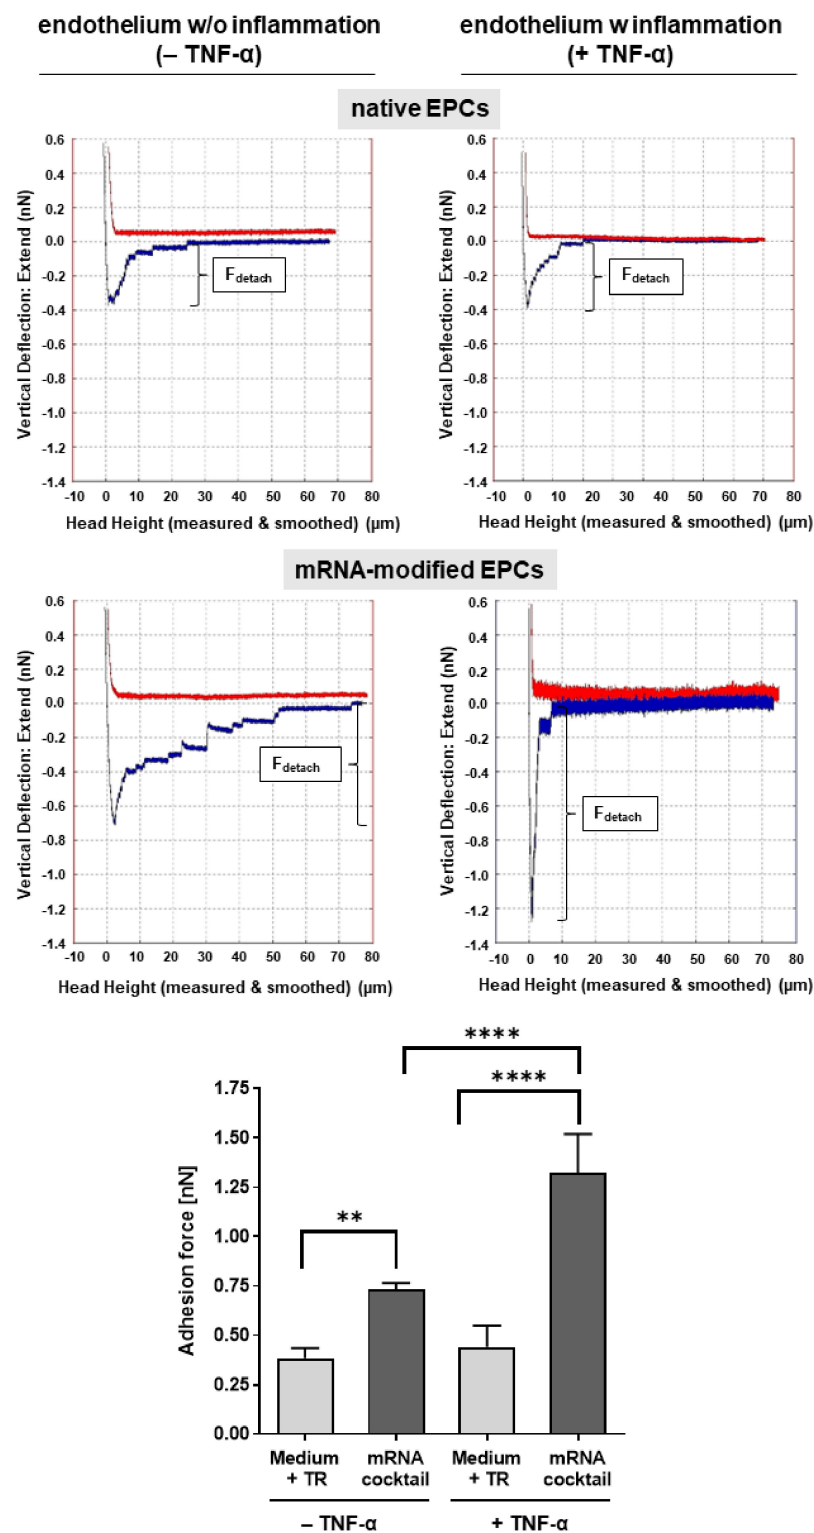 endothelium w/o inflammation
(– TNF-α)
endothelium w inflammation
(+ TNF-α)
native EPCs
Vertical Deflection: Extend (nN)
0.6
0.4
0.2
0.0
-0.2
-0.4
-0.6
-0.8
-1.0
-1.2
-1.4
F detach
-10 0 10 20 30 40 50 60 70 80
Head Height (measured & smoothed) (µm)
Vertical Deflection: Extend (nN)
0.6
0.4
0.2
0.0
-0.2
-0.4
-0.6
-0.8
-1.0
-1.2
-1.4
F detach
-10 0 10 20 30 40 50 60 70 80
Head Height (measured & smoothed) (µm)
mRNA-modified EPCs
Vertical Deflection: Extend (nN)
0.6
0.4
0.2
0.0
-0.2
-0.4
-0.6
-0.8
-1.0
-1.2
-1.4
F detach
-10 0 10 20 30 40 50 60 70 80
Head Height (measured & smoothed) (µm)
Vertical Deflection: Extend (nN)
0.6
0.4
0.2
0.0
-0.2
-0.4
-0.6
-0.8
-1.0
-1.2
-1.4
F detach
-10 0 10 20 30 40 50 60 70 80
Head Height (measured & smoothed) (µm)
****
****
**
Adhesion force [nN]
1.75
1.50
1.25
1.00
0.75
0.50
0.25
0.00
Medium
+ TR
mRNA
cocktail
Medium
+ TR
mRNA
cocktail
– TNF-α
+ TNF-α